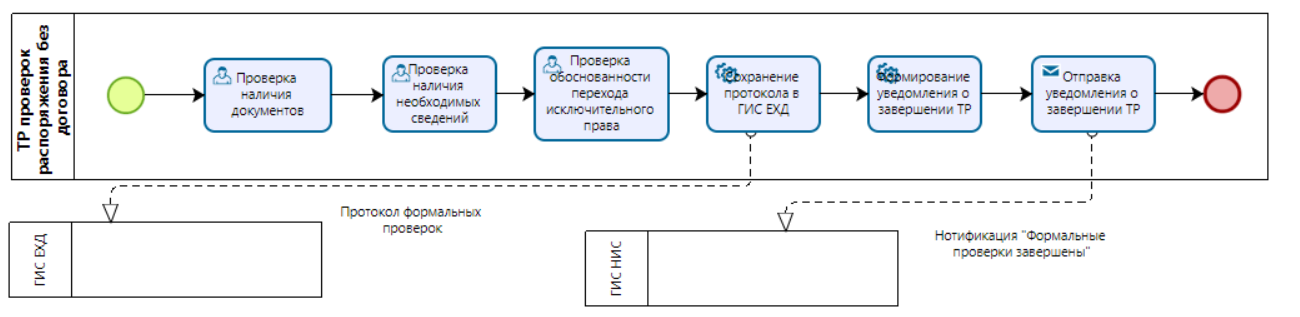 ТР проверок
распоряжения без
договора
Проверка
наличия
документов
Проверка
наличия
необходимых
сведений
Проверка
обоснованности
перехода
исключительного
права
Сохранение
протокола в
ГИС ЕХД
Формирование
уведомления о
завершении ТР
Отправка
уведомления о
завершении ТР
Протокол формальных
проверок
ГИС ЕХД
ГИС НИС
Нотификация "Формальные
проверки завершены"